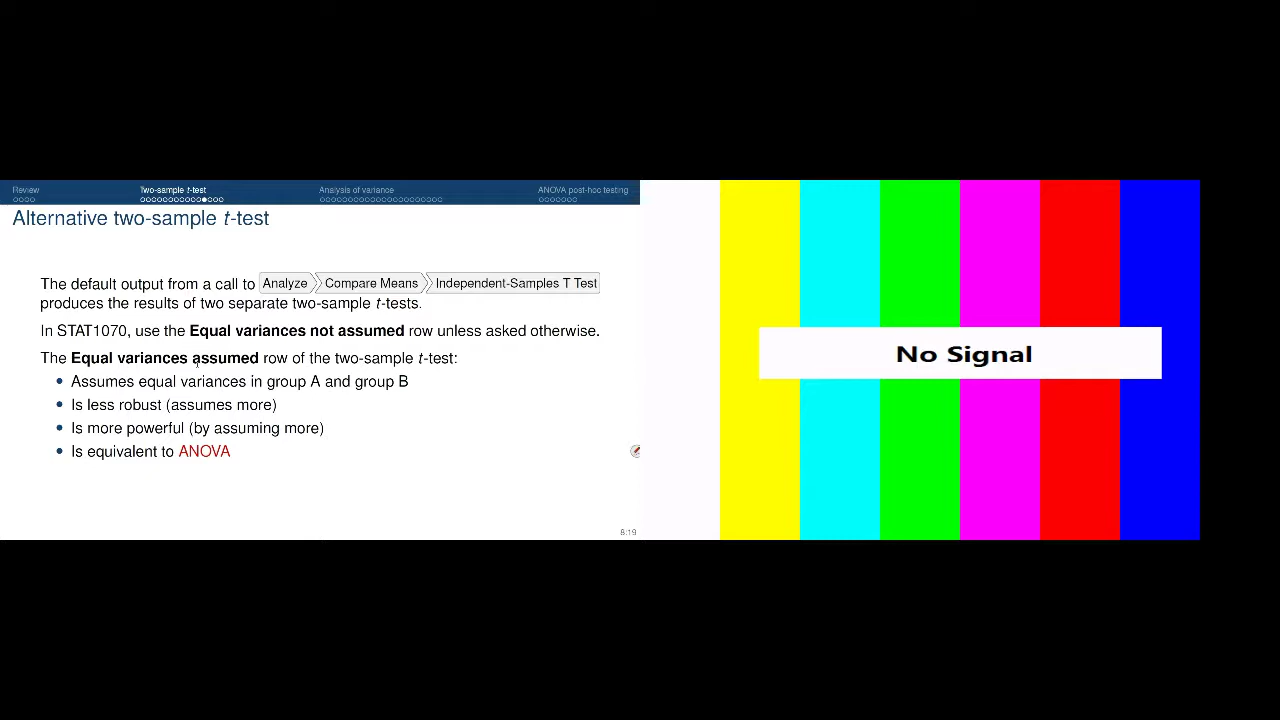 Review Two-sample t-test Analysis of variance ANOVA post-hoc testing
Alternative two-sample t-test
The default output from a call to Analyze Compare Means Independent-Samples T Test
produces the results of two separate two-sample t-tests.
In STAT1070, use the Equal variances not assumed row unless asked otherwise.
The Equal variances assumed row of the two-sample t-test:
• Assumes equal variances in group A and group B
• Is less robust (assumes more)
• Is more powerful (by assuming more)
• Is equivalent to ANOVA
8:19
No Signal